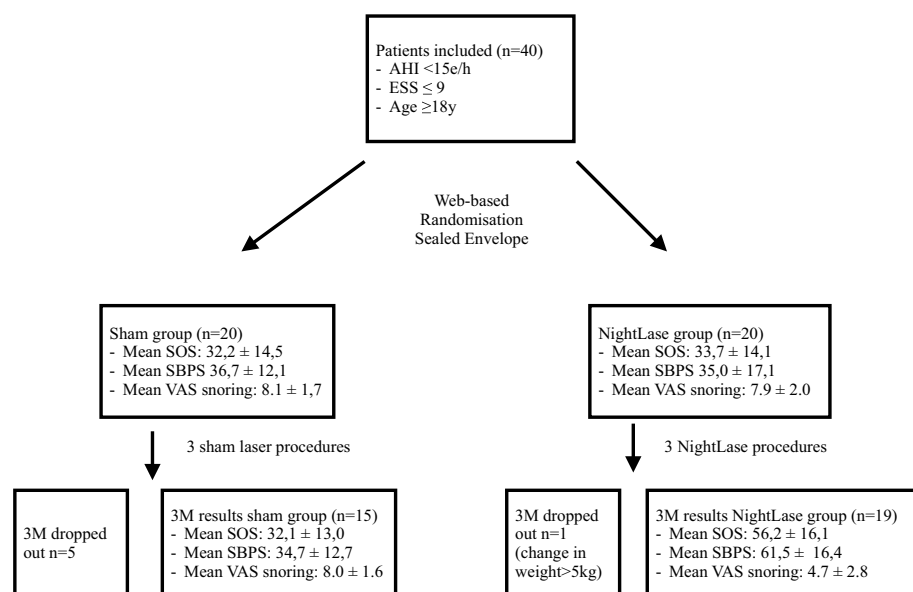 Patients included (n=40)
- AHI <15e/h
- ESS ≤ 9
- Age ≥18y
Web-based
Randomisation
Sealed Envelope
Sham group (n=20)
- Mean SOS: 32,2 ± 14,5
- Mean SBPS 36,7 ± 12,1
- Mean VAS snoring: 8.1 ± 1,7
NightLase group (n=20)
- Mean SOS: 33,7 ± 14,1
- Mean SBPS: 35,0 ± 17,1
- Mean VAS snoring: 7.9 ± 2.0
3 sham laser procedures
3 NightLase procedures
3M dropped
out n=5
3M results sham group (n=15)
- Mean SOS: 32,1 ± 13,0
- Mean SBPS: 34,7 ± 12,7
- Mean VAS snoring: 8.0 ± 1.6
3M dropped
out n=1
(change in
weight>5kg)
3M results NightLase group (n=19)
- Mean SOS: 56,2 ± 16,1
- Mean SBPS: 61,5 ± 16,4
- Mean VAS snoring: 4.7 ± 2.8